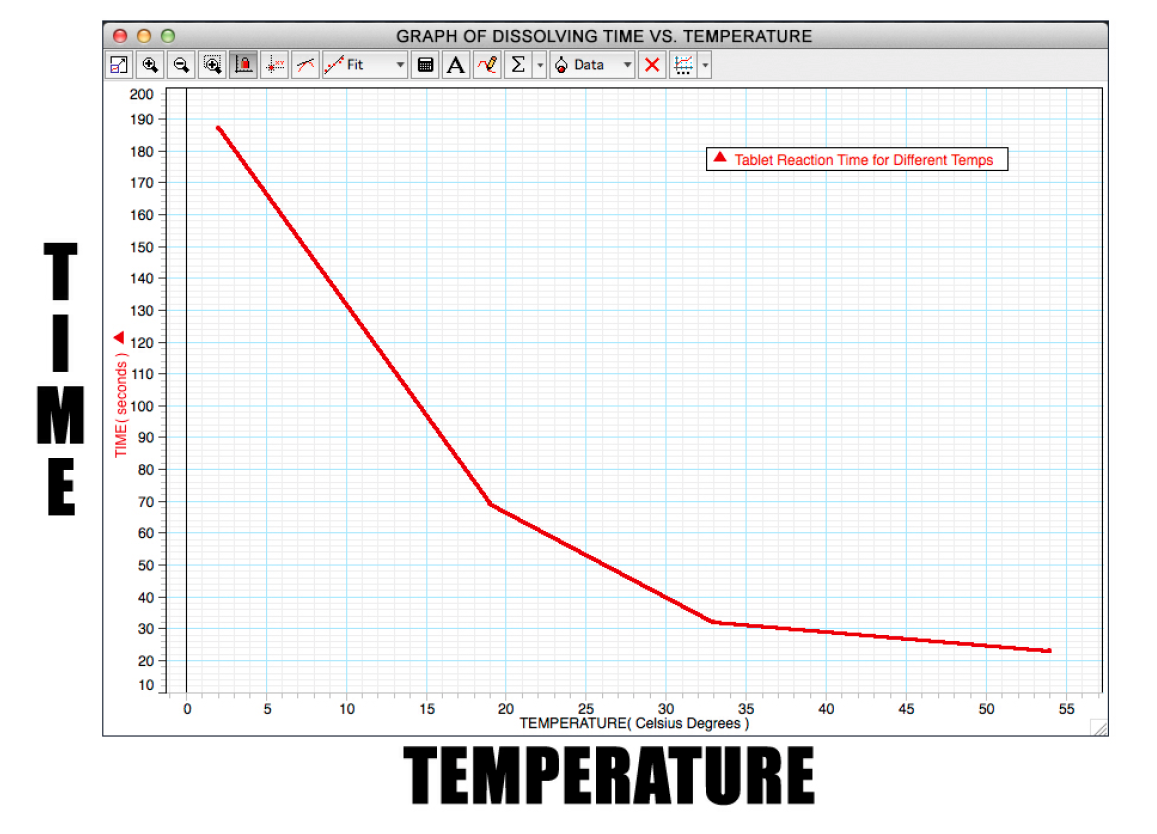 GRAPH OF DISSOLVING TIME VS. TEMPERATURE
Fit
A
Σ
Data
Tablet Reaction Time for Different Temps
200
190
180
170
160
150
140
130
120
110
100
90
80
70
60
50
40
30
20
10
TIME( seconds )
TIME
0 5 10 15 20 25 30 35 40 45 50 55
TEMPERATURE( Celsius Degrees )
TEMPERATURE